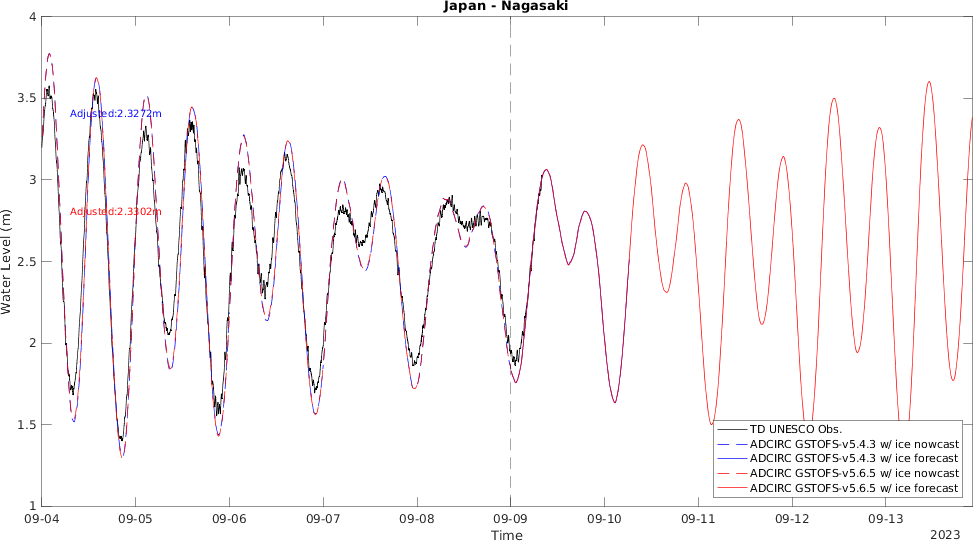 Japan - Nagasaki
4
3.5
3
2.5
2
1.5
1
Water Level (m)
Adjusted:2.3272m
Adjusted:2.3302m
TD UNESCO Obs.
ADCIRC GSTOFS-v5.4.3 w/ ice nowcast
ADCIRC GSTOFS-v5.4.3 w/ ice forecast
ADCIRC GSTOFS-v5.6.5 w/ ice nowcast
ADCIRC GSTOFS-v5.6.5 w/ ice forecast
09-04 09-05 09-06 09-07 09-08 09-09 09-10 09-11 09-12 09-13
Time
2023